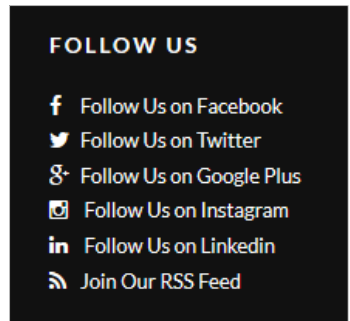 FOLLOW US
Follow Us on Facebook
Follow Us on Twitter
Follow Us on Google Plus
Follow Us on Instagram
Follow Us on Linkedin
Join Our RSS Feed